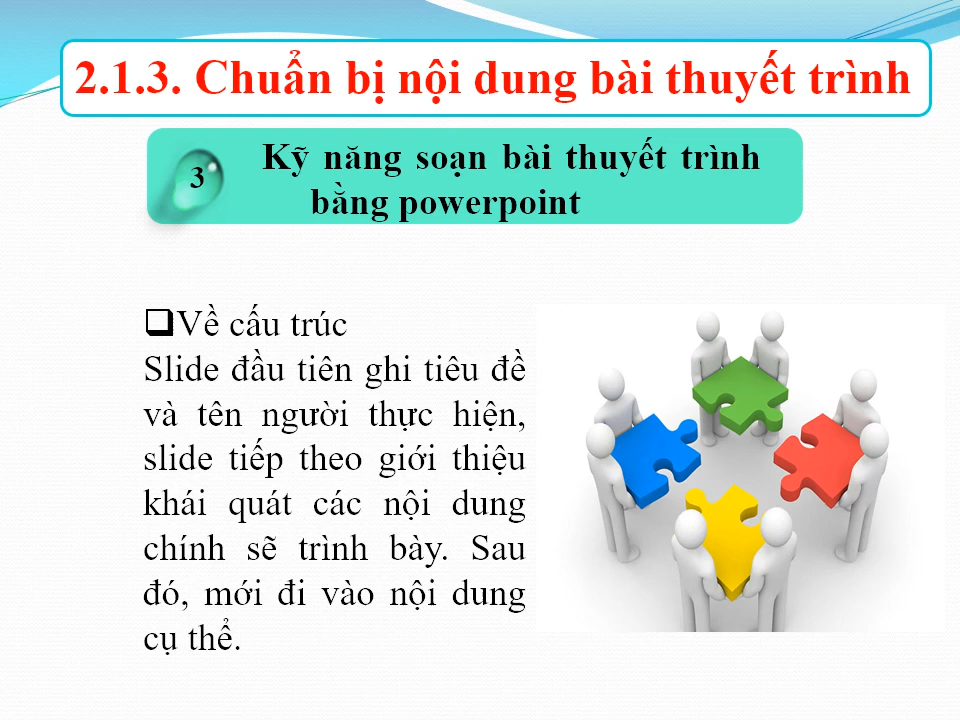 2.1.3. Chuẩn bị nội dung bài thuyết trình
3
Kỹ năng soạn bài thuyết trình
bằng powerpoint
❑Về cấu trúc
Slide đầu tiên ghi tiêu đề
và tên người thực hiện,
slide tiếp theo giới thiệu
khái quát các nội dung
chính sẽ trình bày. Sau
đó, mới đi vào nội dung
cụ thể.